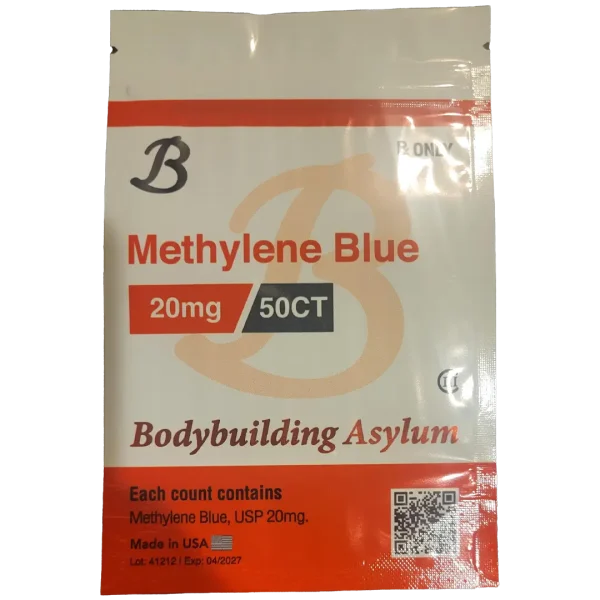 B
℞ ONLY
Methylene Blue
20mg / 50CT
Bodybuilding Asylum
Each count contains
Methylene Blue, USP 20mg.
Made in USA
Lot: 41212 | Exp: 04/2027